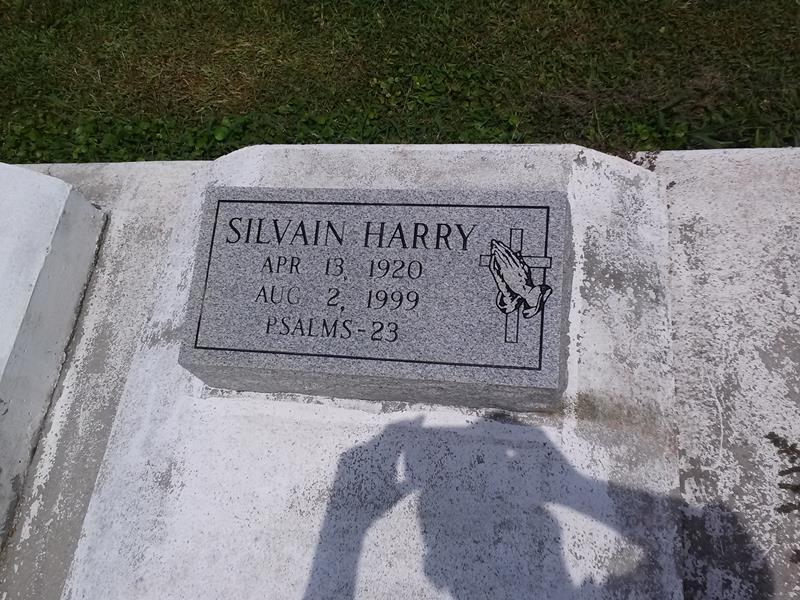 SILVAIN HARRY
APR 13, 1920
AUG 2, 1999
PSALMS-23